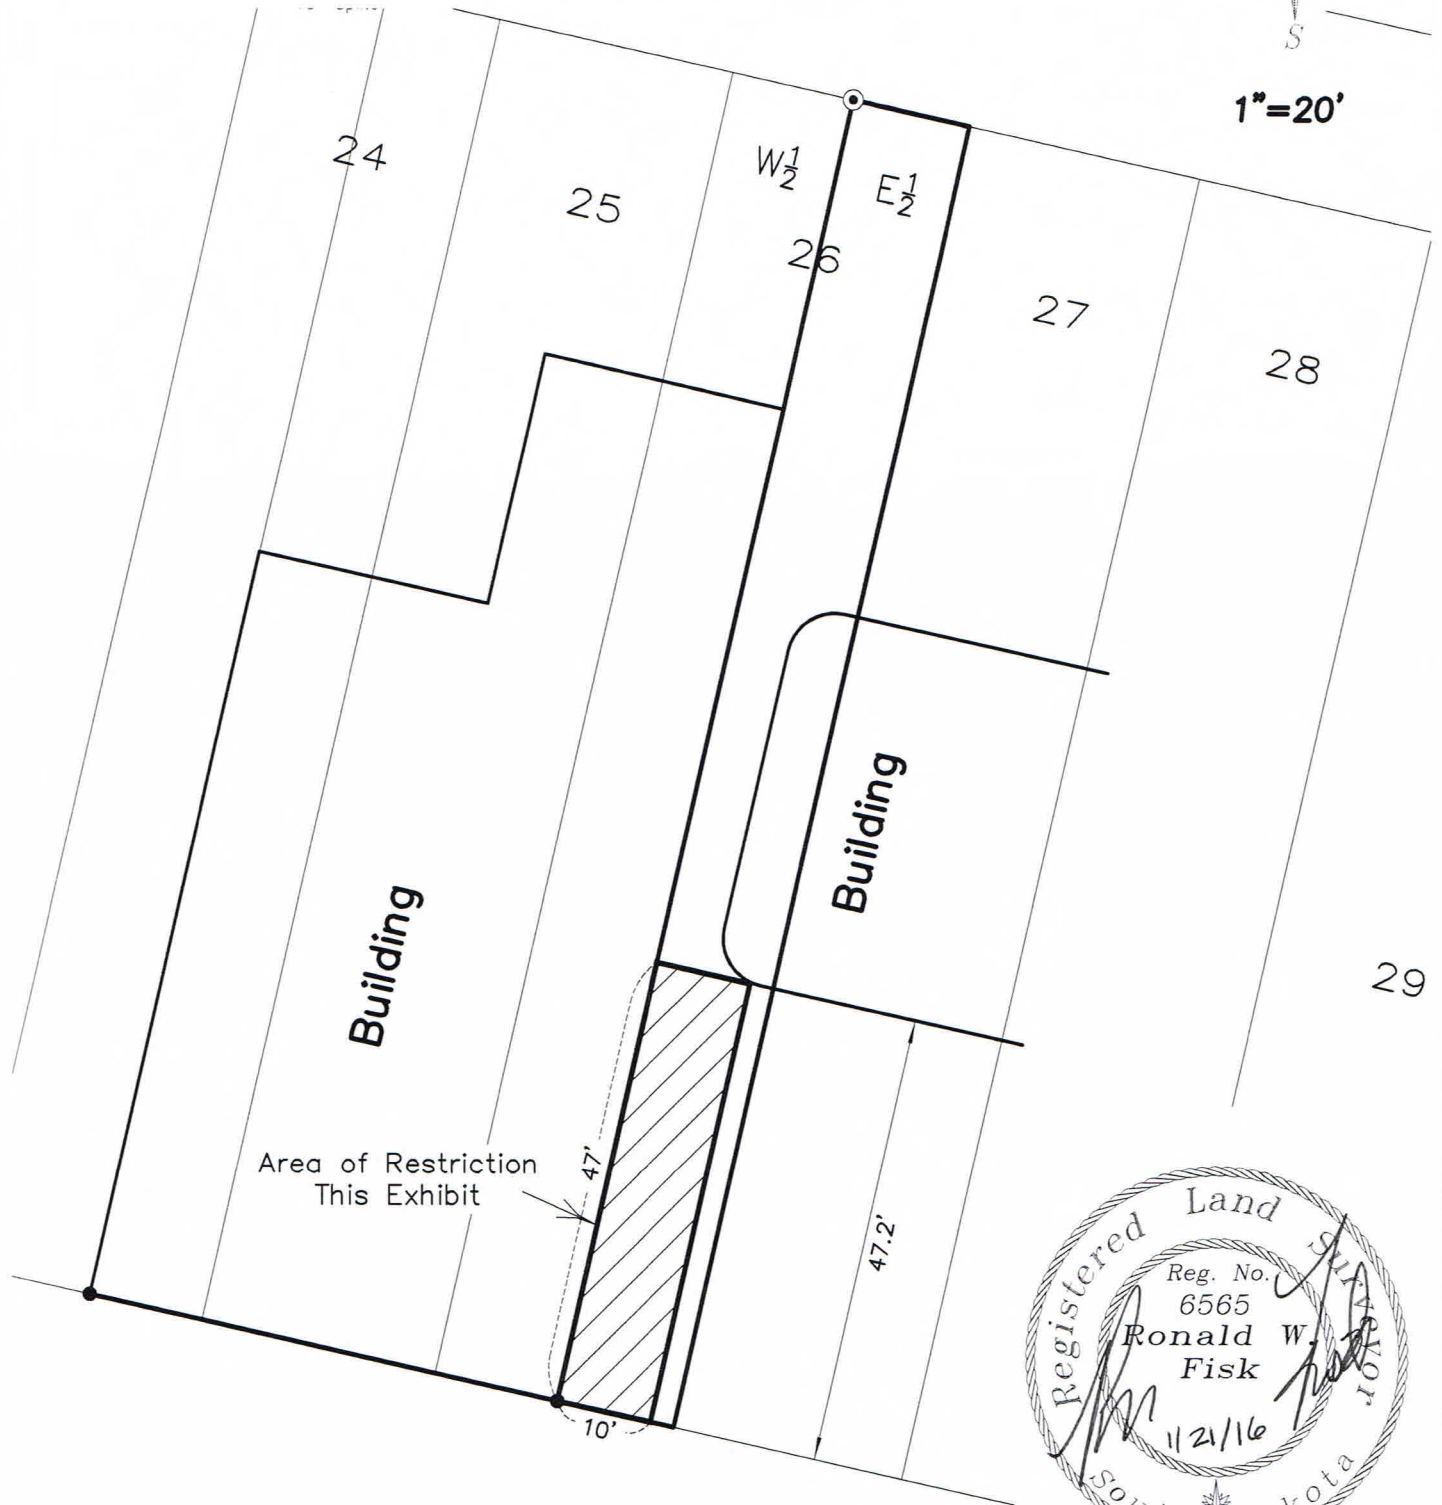 S
1"=20'
24
25
W½
E½
26
27
28
29
Building
Building
Area of Restriction
This Exhibit
47'
47.2'
10'
Registered Land Surveyor
Reg. No.
6565
Ronald W.
Fisk
1/21/16